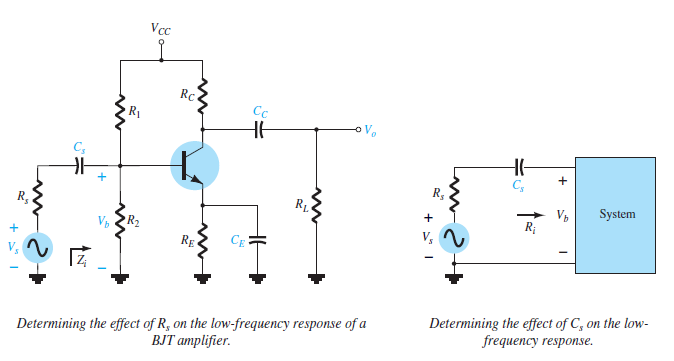 V_CC
R_C
R_1
C_C
V_o
C_s
+
R_s
+
V_s
−
Z_i
V_b
R_2
−
R_E
C_E
R_L
Determining the effect of R_s on the low-frequency response of a
BJT amplifier.
C_s
+
R_s
+
V_s
−
R_i
V_b
−
System
Determining the effect of C_s on the low-
frequency response.